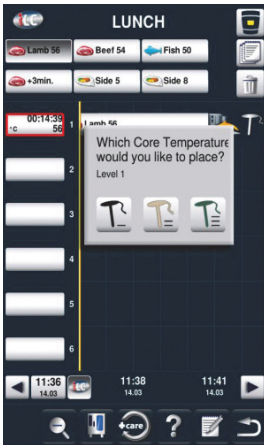 iLC LUNCH
Lamb 56 Beef 54 Fish 50
+3min. Side 5 Side 8
00:14:39
°C 56
1 Lamb 56
Which Core Temperature
would you like to place?
Level 1
2
3
4
5
6
11:36 11:38 11:41
14.03 14.03 14.03
care ?